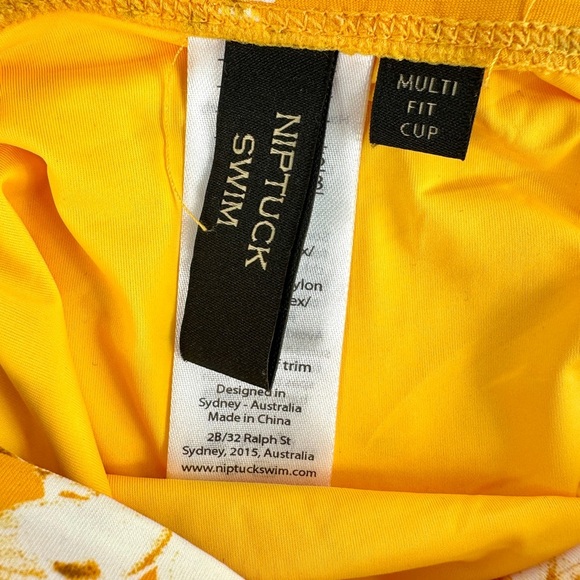 NIPTUCK
SWIM
MULTI
FIT
CUP
trim
Designed in
Sydney - Australia
Made in China
2B/32 Ralph St
Sydney, 2015, Australia
www.niptuckswim.com